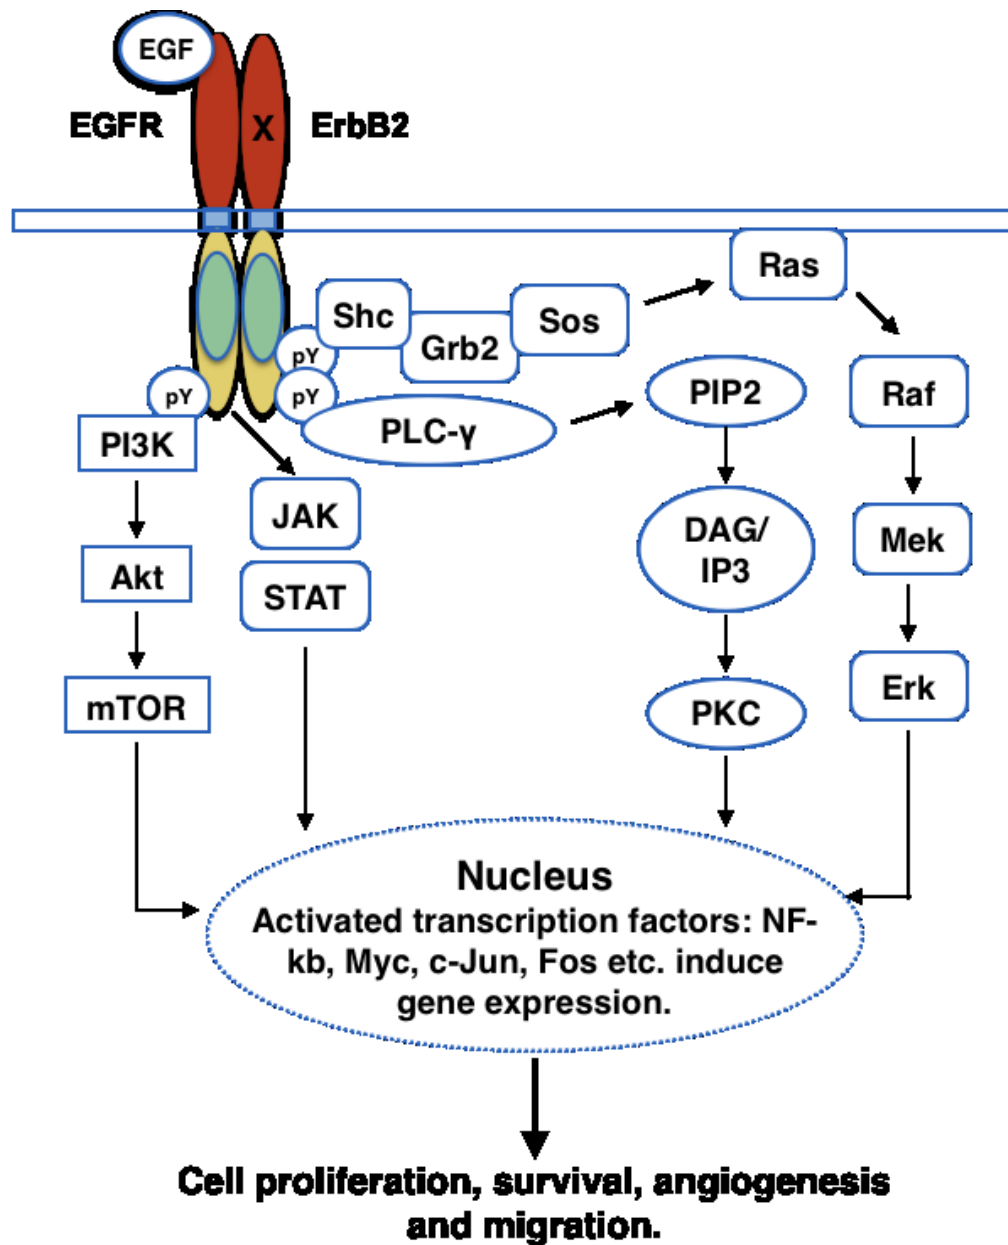 EGF
EGFR
X
ErbB2
Ras
Shc
Grb2
Sos
pY
pY
pY
PI3K
PLC-γ
PIP2
Raf
JAK
STAT
DAG/
IP3
Mek
Akt
mTOR
PKC
Erk
Nucleus
Activated transcription factors: NF-
kb, Myc, c-Jun, Fos etc. induce
gene expression.
Cell proliferation, survival, angiogenesis
and migration.